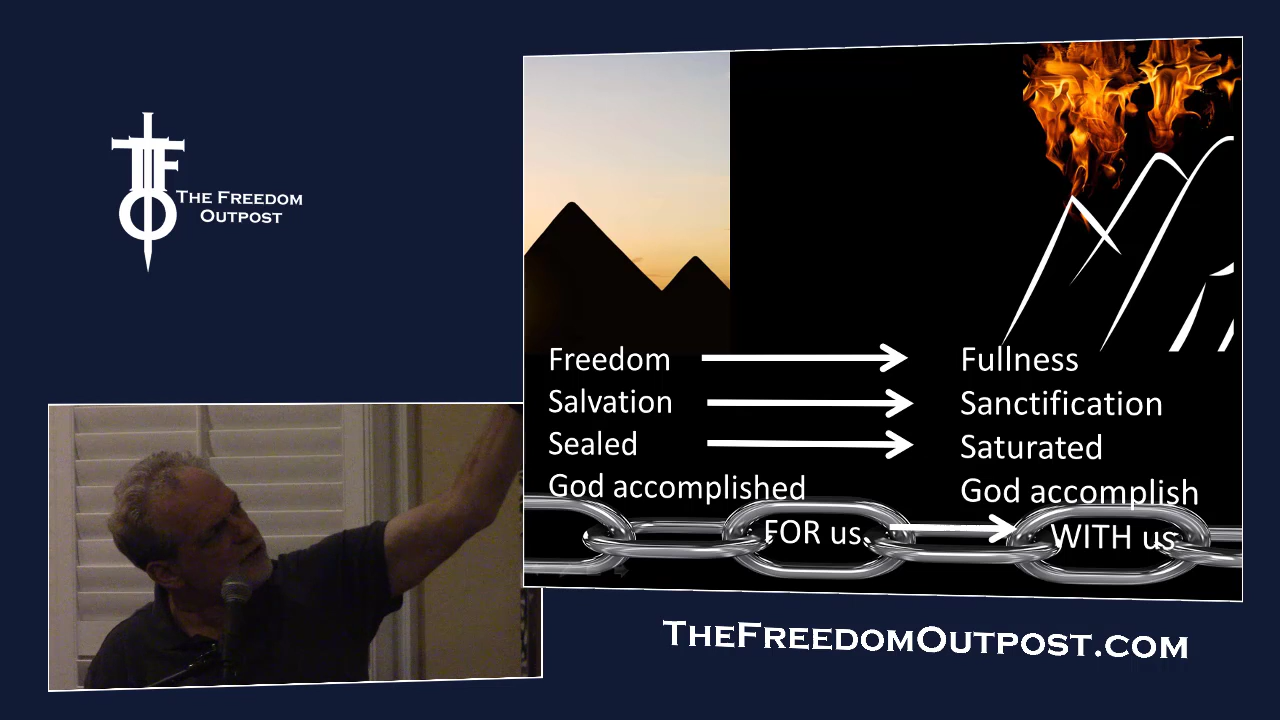 The Freedom
Outpost
Freedom Fullness
Salvation Sanctification
Sealed Saturated
God accomplished God accomplish
FOR us WITH us
TheFreedomOutpost.com